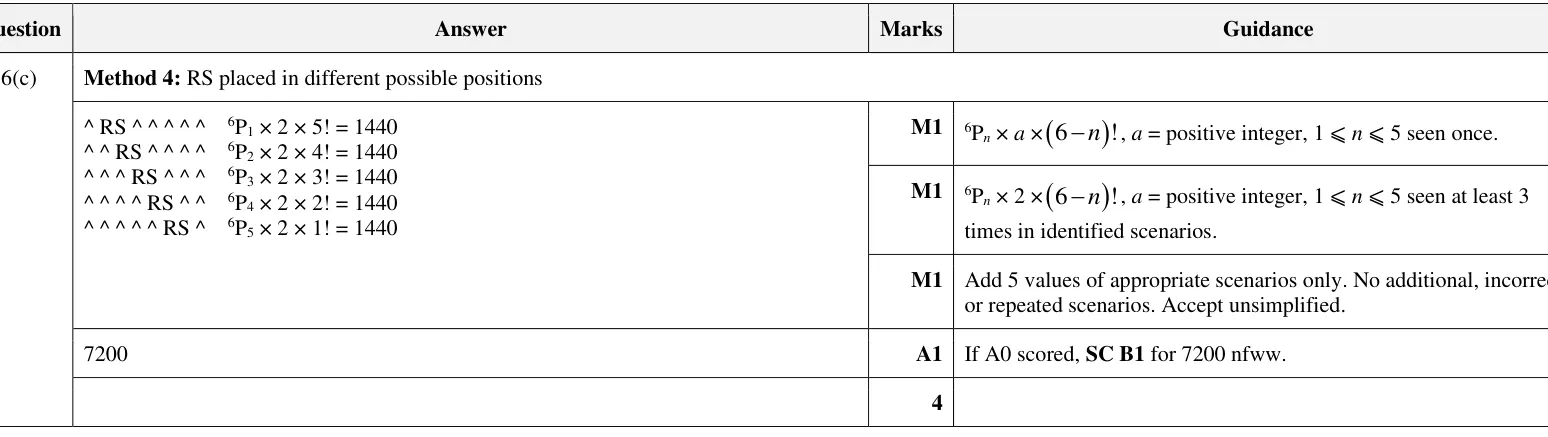 uestion Answer Marks Guidance
6(c) Method 4: RS placed in different possible positions
^ RS ^ ^ ^ ^ ^ ⁶P₁ × 2 × 5! = 1440
^ ^ RS ^ ^ ^ ^ ⁶P₂ × 2 × 4! = 1440
^ ^ ^ RS ^ ^ ^ ⁶P₃ × 2 × 3! = 1440
^ ^ ^ ^ RS ^ ^ ⁶P₄ × 2 × 2! = 1440
^ ^ ^ ^ ^ RS ^ ⁶P₅ × 2 × 1! = 1440
M1 ⁶Pₙ × a × (6 − n)!, a = positive integer, 1 ⩽ n ⩽ 5 seen once.
M1 ⁶Pₙ × 2 × (6 − n)!, a = positive integer, 1 ⩽ n ⩽ 5 seen at least 3
times in identified scenarios.
M1 Add 5 values of appropriate scenarios only. No additional, incorrec
or repeated scenarios. Accept unsimplified.
7200 A1 If A0 scored, SC B1 for 7200 nfww.
4